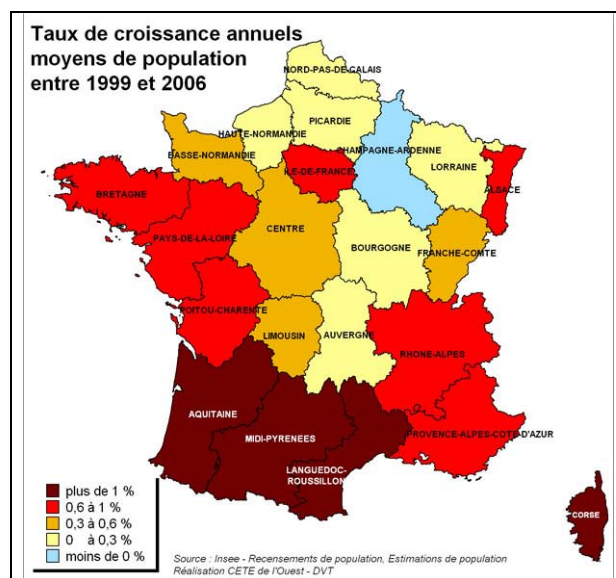 Taux de croissance annuels
moyens de population
entre 1999 et 2006
NORD-PAS-DE-CALAIS
PICARDIE
HAUTE-NORMANDIE
CHAMPAGNE-ARDENNE
BASSE-NORMANDIE
LORRAINE
ILE-DE-FRANCE
ALSACE
BRETAGNE
CENTRE
PAYS-DE-LA-LOIRE
BOURGOGNE
FRANCHE-COMTE
POITOU-CHARENTE
LIMOUSIN
AUVERGNE
RHONE-ALPES
AQUITAINE
MIDI-PYRENEES
PROVENCE-ALPES-COTE-D'AZUR
LANGUEDOC-
ROUSSILLON
CORSE
plus de 1 %
0,6 à 1 %
0,3 à 0,6 %
0 à 0,3 %
moins de 0 %
Source : Insee - Recensements de population, Estimations de population
Réalisation CETE de l'Ouest - DVT